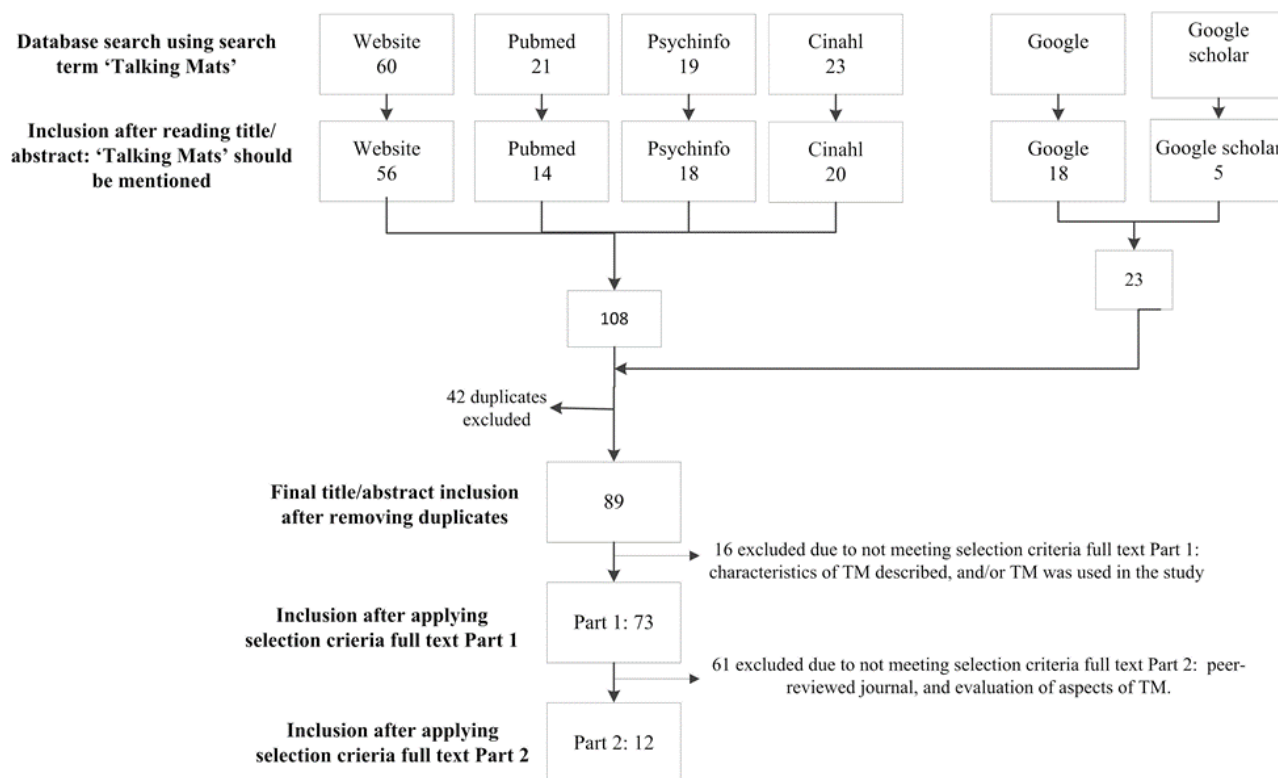 Database search using search
term ‘Talking Mats’
Website
60
Pubmed
21
Psychinfo
19
Cinahl
23
Google
Google
scholar
Inclusion after reading title/
abstract: ‘Talking Mats’ should
be mentioned
Website
56
Pubmed
14
Psychinfo
18
Cinahl
20
Google
18
Google scholar
5
108
23
42 duplicates
excluded
Final title/abstract inclusion
after removing duplicates
89
16 excluded due to not meeting selection criteria full text Part 1:
characteristics of TM described, and/or TM was used in the study
Inclusion after applying
selection crieria full text Part 1
Part 1: 73
61 excluded due to not meeting selection criteria full text Part 2: peer-
reviewed journal, and evaluation of aspects of TM.
Inclusion after applying
selection crieria full text Part 2
Part 2: 12